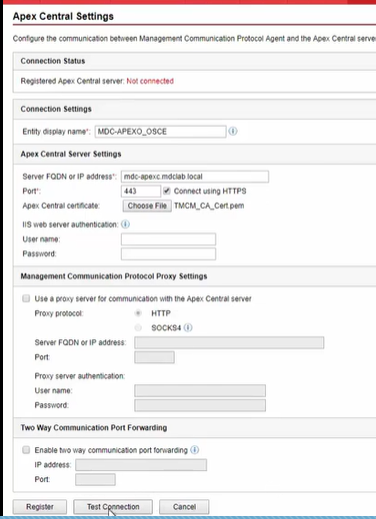 Apex Central Settings
Configure the communication between Management Communication Protocol Agent and the Apex Central serve
Connection Status
Registered Apex Central server: Not connected
Connection Settings
Entity display name*: MDC-APEXO_OSCE
Apex Central Server Settings
Server FQDN or IP address*: mdc-apexc.mdclab.local
Port*: 443 Connect using HTTPS
Apex Central certificate: Choose File TMCM_CA_Cert.pem
IIS web server authentication:
User name:
Password:
Management Communication Protocol Proxy Settings
Use a proxy server for communication with the Apex Central server
Proxy protocol: HTTP
SOCKS4
Server FQDN or IP address:
Port:
Proxy server authentication:
User name:
Password:
Two Way Communication Port Forwarding
Enable two way communication port forwarding
IP address:
Port:
Register Test Connection Cancel